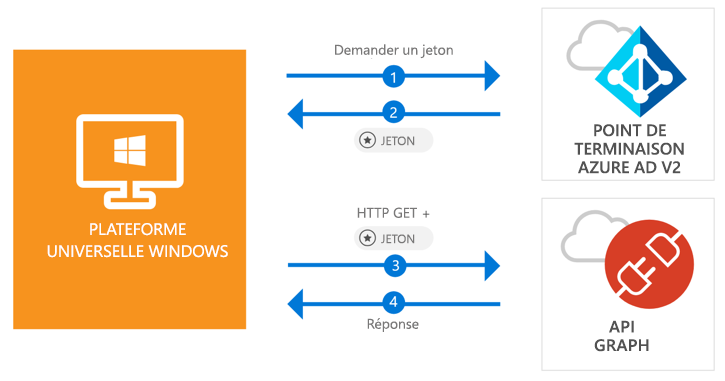 PLATEFORME
UNIVERSELLE WINDOWS
Demander un jeton
1
2
JETON
POINT DE
TERMINAISON
AZURE AD V2
HTTP GET +
JETON
3
4
Réponse
API
GRAPH